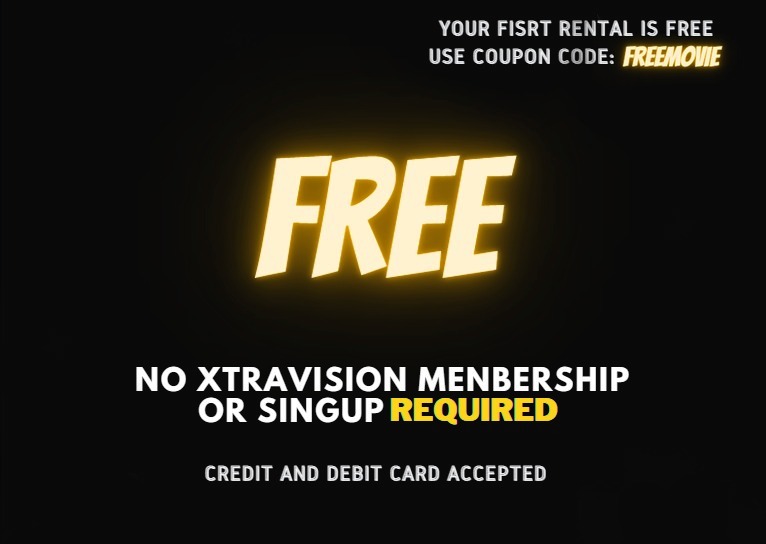 YOUR FISRT RENTAL IS FREE
USE COUPON CODE: FREEMOVIE
FREE
NO XTRAVISION MENBERSHIP
OR SINGUP REQUIRED
CREDIT AND DEBIT CARD ACCEPTED